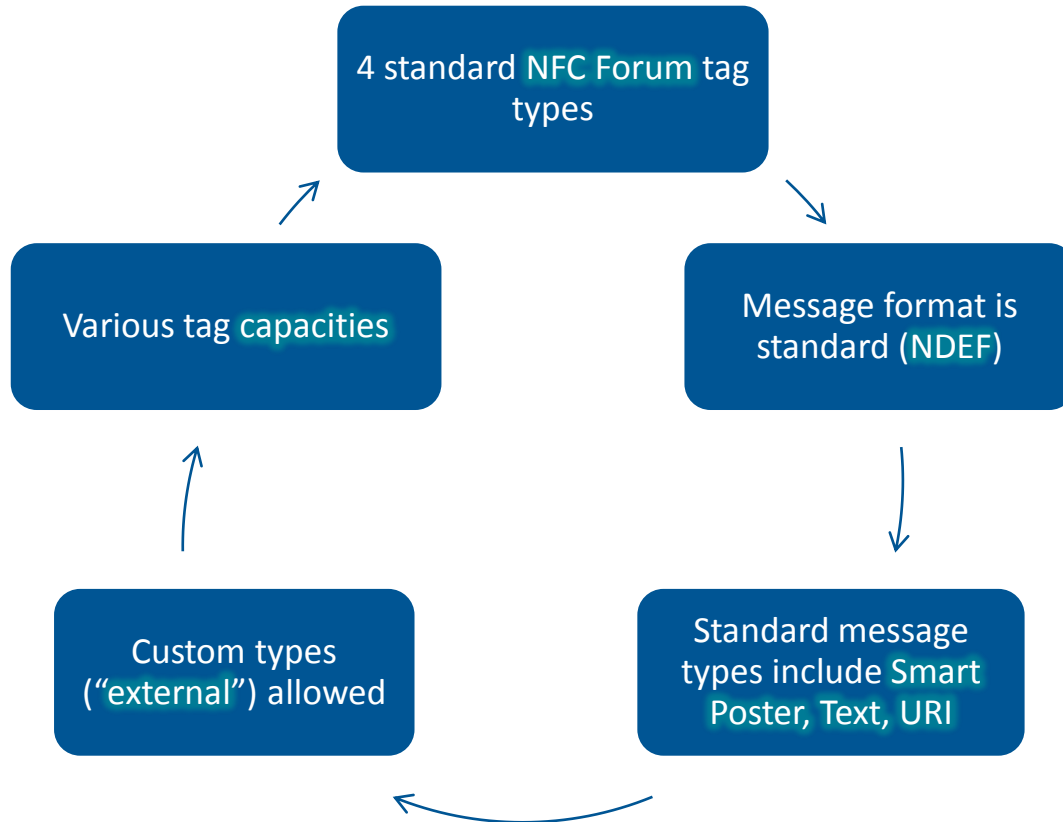 4 standard NFC Forum tag
types
Message format is
standard (NDEF)
Standard message
types include Smart
Poster, Text, URI
Custom types
(“external”) allowed
Various tag capacities